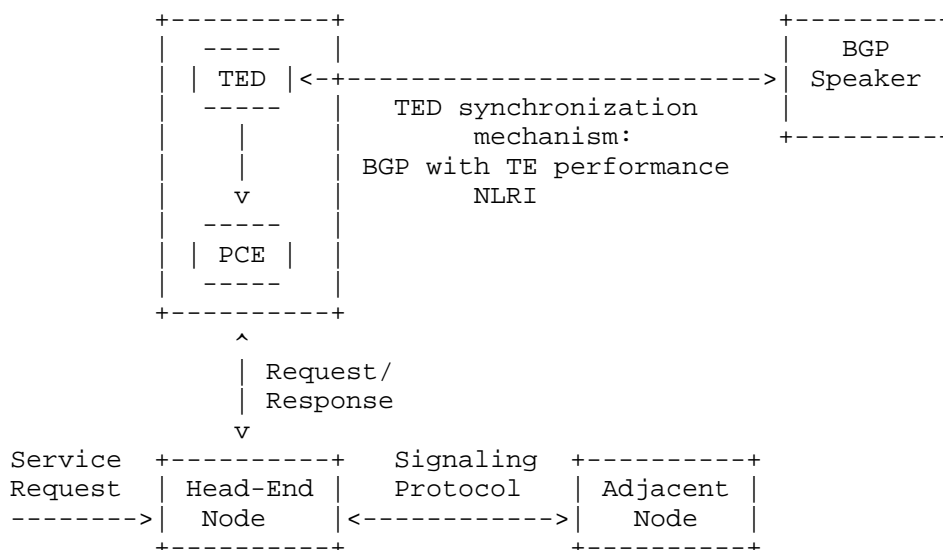 BGP
TED
Speaker
TED synchronization
mechanism:
BGP with TE performance
NLRI
PCE
Request/
Response
Service
Signaling
Request
Head-End
Protocol
Adjacent
Node
Node